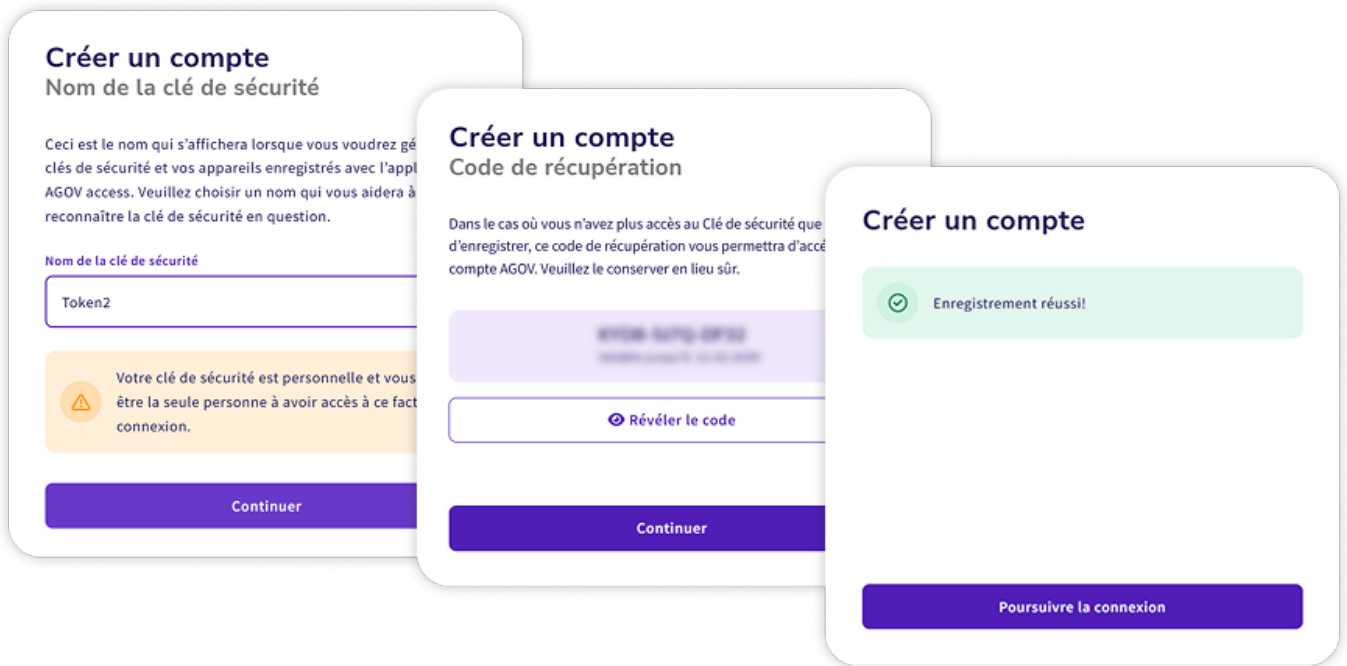 Créer un compte
Nom de la clé de sécurité
Ceci est le nom qui s’affichera lorsque vous voudrez gé
clés de sécurité et vos appareils enregistrés avec l’appl
AGOV access. Veuillez choisir un nom qui vous aidera à
reconnaître la clé de sécurité en question.
Nom de la clé de sécurité
Token2
Votre clé de sécurité est personnelle et vous
être la seule personne à avoir accès à ce fact
connexion.
Continuer
Créer un compte
Code de récupération
Dans le cas où vous n’avez plus accès au Clé de sécurité que
d’enregistrer, ce code de récupération vous permettra d’accé
compte AGOV. Veuillez le conserver en lieu sûr.
Révéler le code
Continuer
Créer un compte
Enregistrement réussi!
Poursuivre la connexion